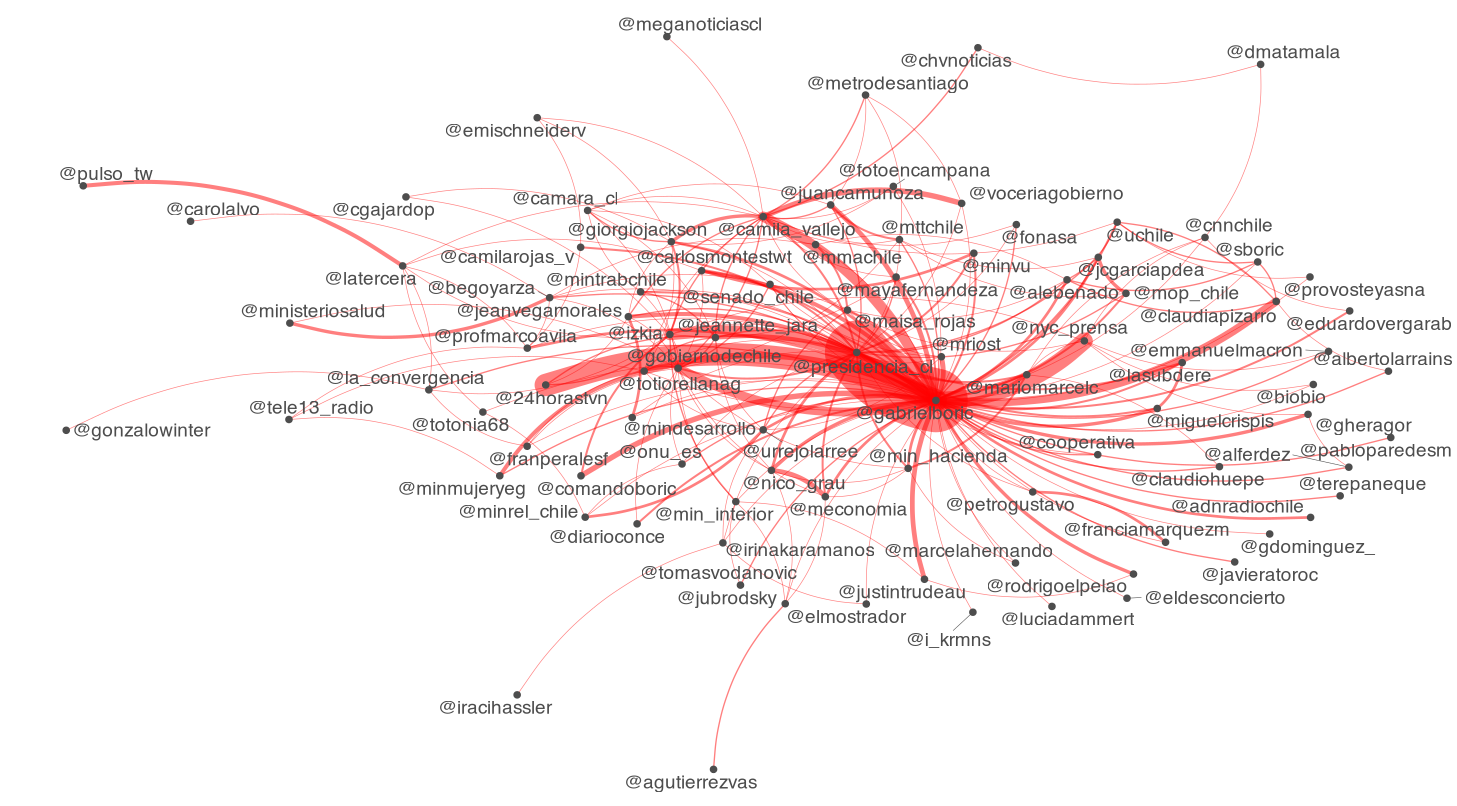 @meganoticiascl
@dmatamala
@chvnoticias
@metrodesantiago
@emischneiderv
@fotoencampana
@pulso_tw
@juancamunoza
@voceriagobierno
@camara_cl
@carolalvo
@cgajardop
@cnnchile
@mttchile
@giorgiojackson
@camila_vallejo
@fonasa
@uchile
@sboric
@camilarojas_v
@carlosmontestwt
@mmachile
@minvu
@jcgarciapdea
@latercera
@mintrabchile
@begoyarza
@mayafernandeza
@provosteyasna
@senado_chile
@alebenado
@mop_chile
@ministeriosalud
@jeanvegamorales
@claudiapizarro
@maisa_rojas
@eduardovergarab
@jeannette_jara
@nyc_prensa
@izkia
@profmarcoavila
@mriost
@emmanuelmacron
@gobiernodechile
@albertolarrains
@presidencia_cl
@lasubdere
@la_convergencia
@totiorellanag
@mariomarcelc
@24horastvn
@biobio
@tele13_radio
@gabrielboric
@miguelcrispis
@totonia68
@gheragor
@gonzalowinter
@mindesarrollo
@cooperativa
@onu_es
@urrejolarree
@pabloparedesm
@alferdez
@franperalesf
@min_hacienda
@claudiohuepe
@nico_grau
@terepaneque
@minmujeryeg
@comandoboric
@petrogustavo
@adnradiochile
@meconomia
@minrel_chile
@min_interior
@franciamarquezm
@diarioconce
@gdominguez_
@irinakaramanos
@marcelahernando
@tomasvodanovic
@javieratoroc
@rodrigoelpelao
@justintrudeau
@jubrodsky
@eldesconcierto
@elmostrador
@luciadammert
@i_krmns
@iracihassler
@agutierrezvas